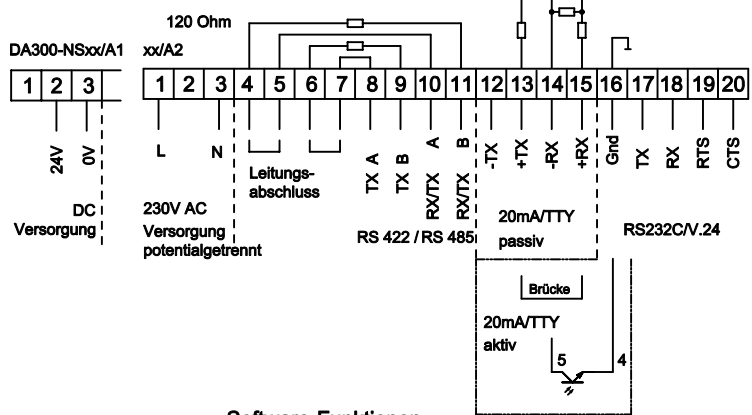 120 Ohm
DA300-NSxx/A1 xx/A2
1 2 3 1 2 3 4 5 6 7 8 9 10 11 12 13 14 15 16 17 18 19 20
24V 0V L N TX A TX B RX/TX A RX/TX B -TX +TX -RX +RX Gnd TX RX RTS CTS
Leitungs-
abschluss
DC
Versorgung
230V AC
Versorgung
potentialgetrennt
RS 422 / RS 485
20mA/TTY
passiv
RS232C/V.24
Brücke
20mA/TTY
aktiv
5 4